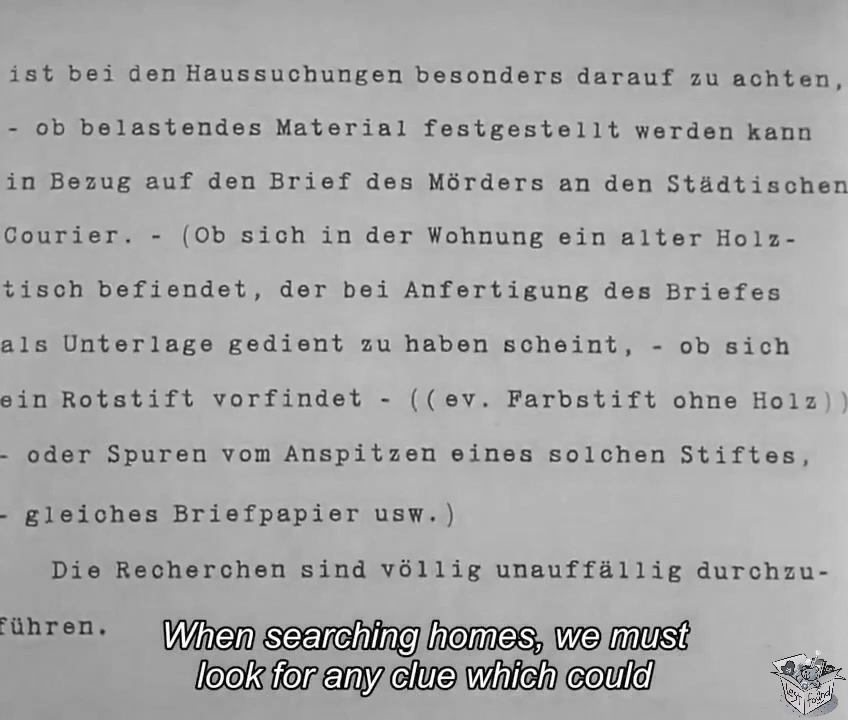 ist bei den Haussuchungen besonders darauf zu achten,
- ob belastendes Material festgestellt werden kann
in Bezug auf den Brief des Mörders an den Städtischen
Courier. - (Ob sich in der Wohnung ein alter Holz-
tisch befiendet, der bei Anfertigung des Briefes
als Unterlage gedient zu haben scheint, - ob sich
ein Rotstift vorfindet - ((ev. Farbstift ohne Holz))
- oder Spuren vom Anspitzen eines solchen Stiftes,
- gleiches Briefpapier usw.)
Die Recherchen sind völlig unauffällig durchzu-
führen.
When searching homes, we must
look for any clue which could
lost
found